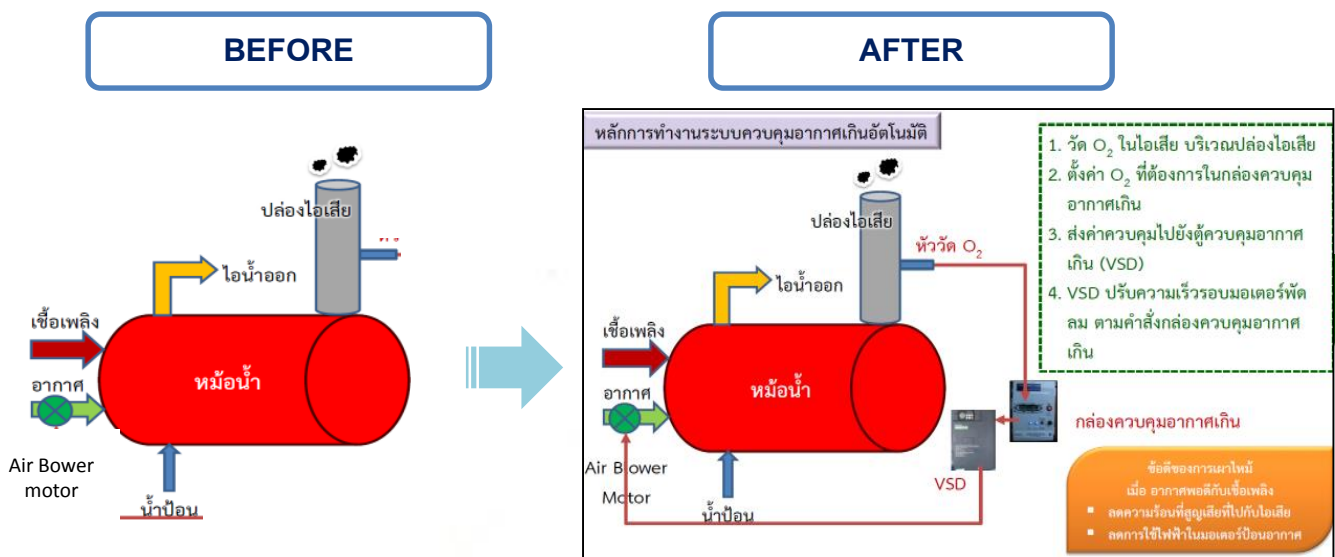 BEFORE
AFTER
ปล่องไอเสีย
ไอน้ำออก
เชื้อเพลิง
อากาศ
หม้อน้ำ
Air Bower
motor
น้ำป้อน
หลักการทำงานระบบควบคุมอากาศเกินอัตโนมัติ
1. วัด O₂ ในไอเสีย บริเวณปล่องไอเสีย
2. ตั้งค่า O₂ ที่ต้องการในกล่องควบคุม
อากาศเกิน
3. ส่งค่าควบคุมไปยังตู้ควบคุมอากาศ
เกิน (VSD)
4. VSD ปรับความเร็วรอบมอเตอร์พัด
ลม ตามคำสั่งกล่องควบคุมอากาศ
เกิน
ปล่องไอเสีย
หัววัด O₂
ไอน้ำออก
เชื้อเพลิง
อากาศ
หม้อน้ำ
กล่องควบคุมอากาศเกิน
Air Blower
Motor
VSD
น้ำป้อน
ข้อดีของการเผาไหม้
เมื่อ อากาศพอดีกับเชื้อเพลิง
▪ ลดความร้อนที่สูญเสียที่ไปกับไอเสีย
▪ ลดการใช้ไฟฟ้าในมอเตอร์ป้อนอากาศ